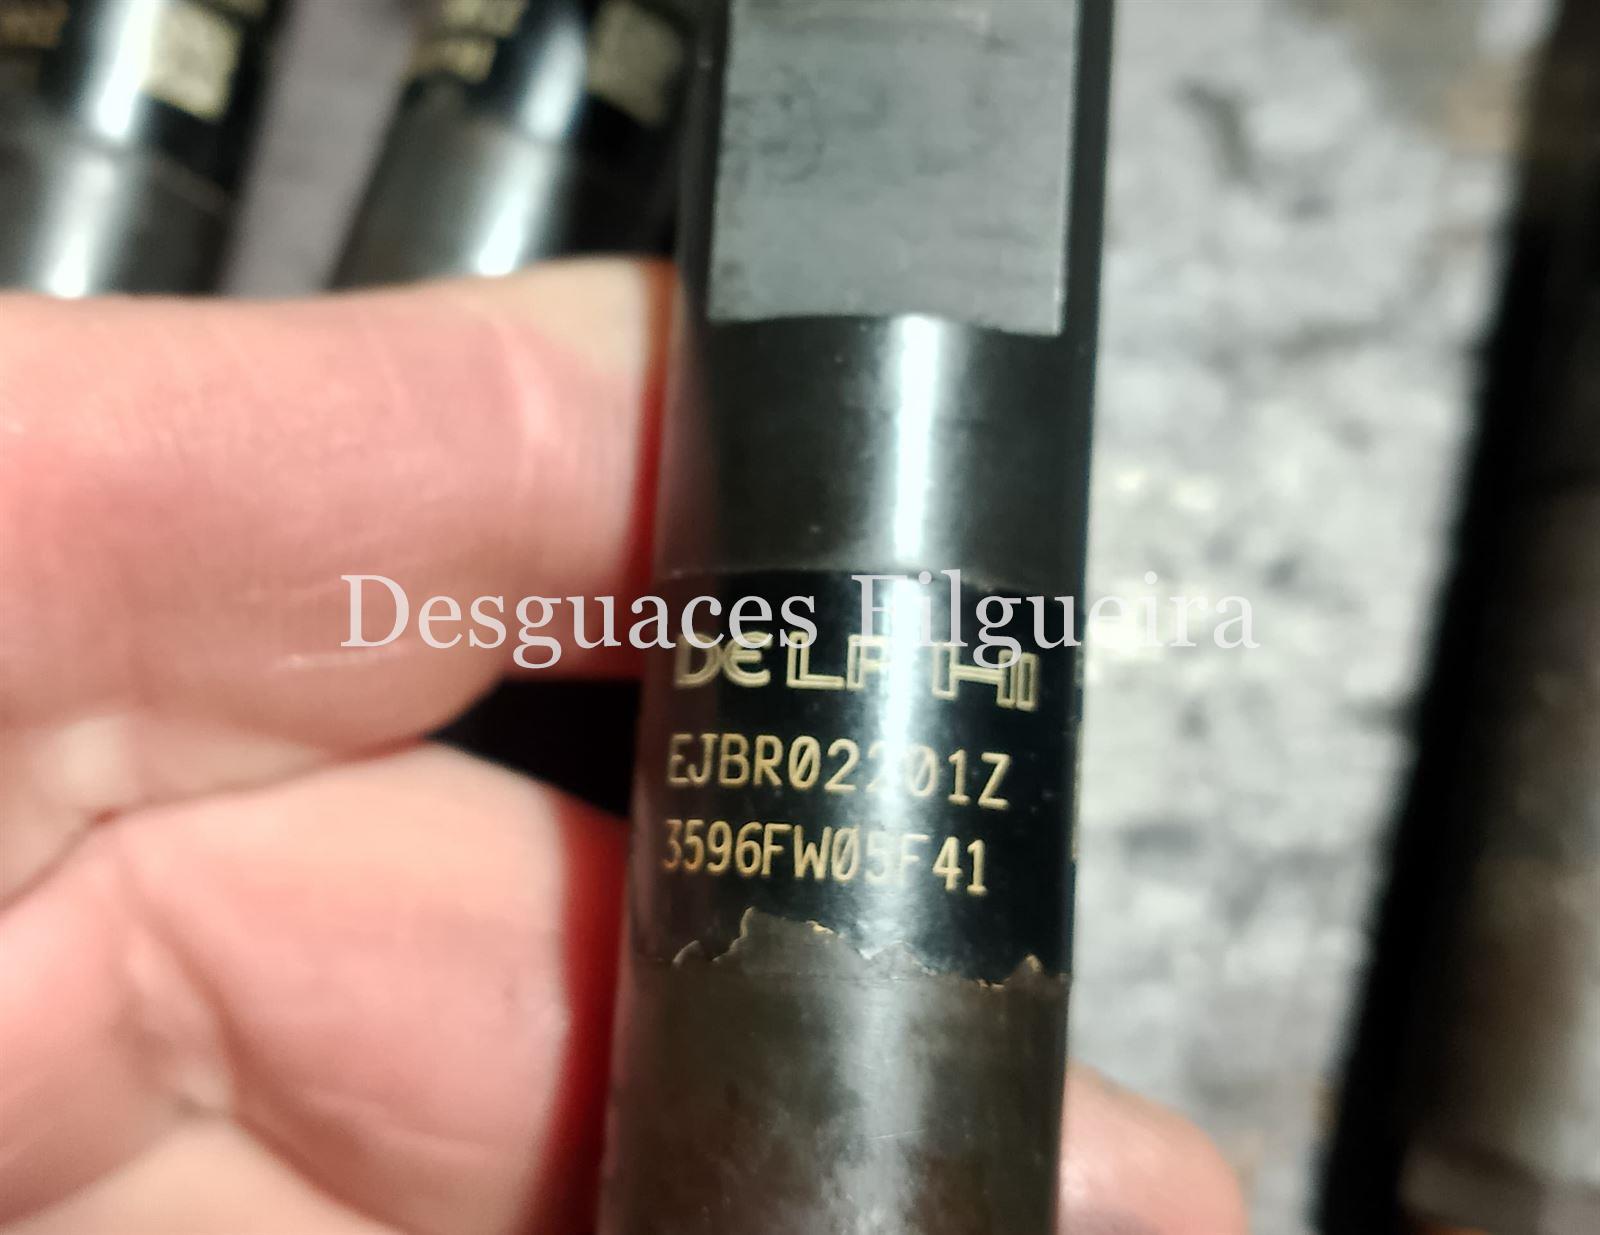 Desguaces Filgueira
DELPHI
EJBR02201Z
3596FW05F41